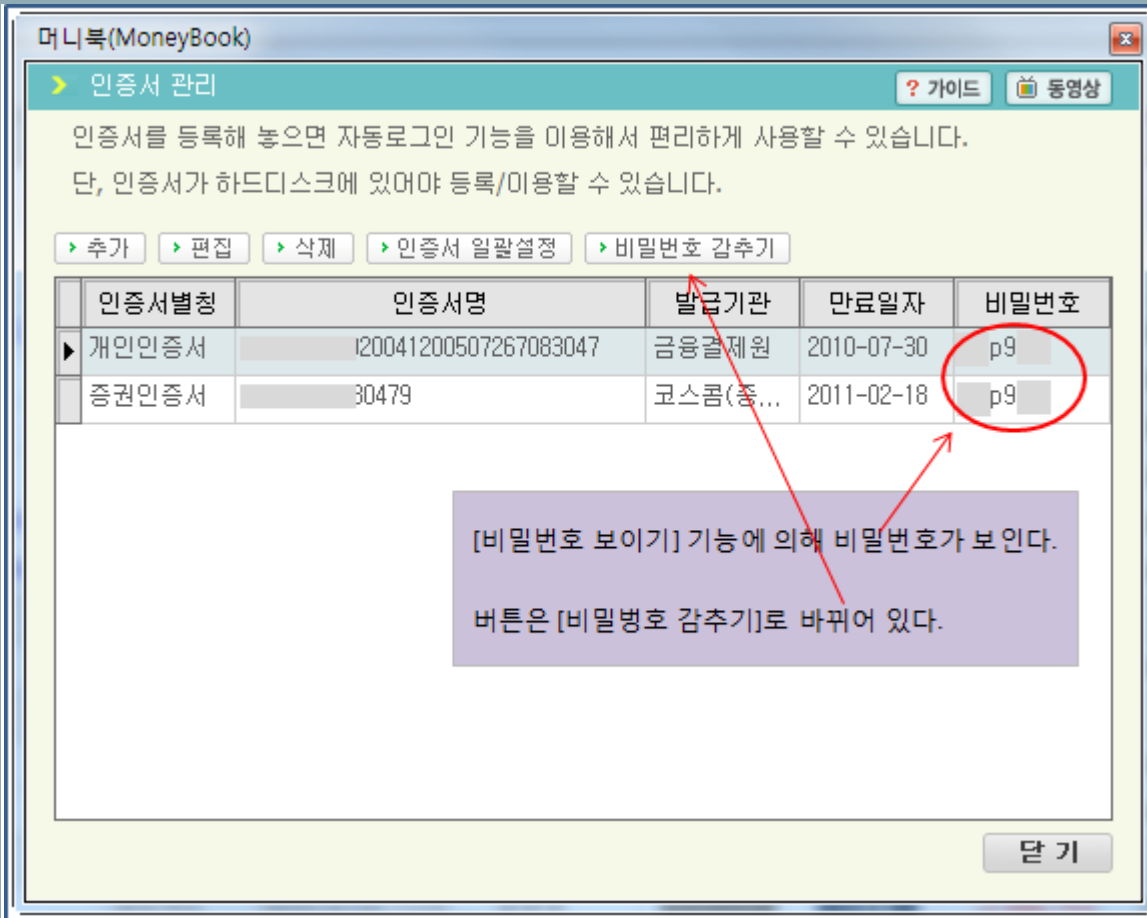 머니북(MoneyBook)
인증서 관리
? 가이드 동영상
인증서를 등록해 놓으면 자동로그인 기능을 이용해서 편리하게 사용할 수 있습니다.
단, 인증서가 하드디스크에 있어야 등록/이용할 수 있습니다.
추가 편집 삭제 인증서 일괄설정 비밀번호 감추기
인증서별칭 인증서명 발급기관 만료일자 비밀번호
개인인증서 20041200507267083047 금융결제원 2010-07-30 p9
증권인증서 30479 코스콤(증... 2011-02-18 p9
[비밀번호 보이기] 기능에 의해 비밀번호가 보인다.
버튼은 [비밀벙호 감추기]로 바뀌어 있다.
닫 기